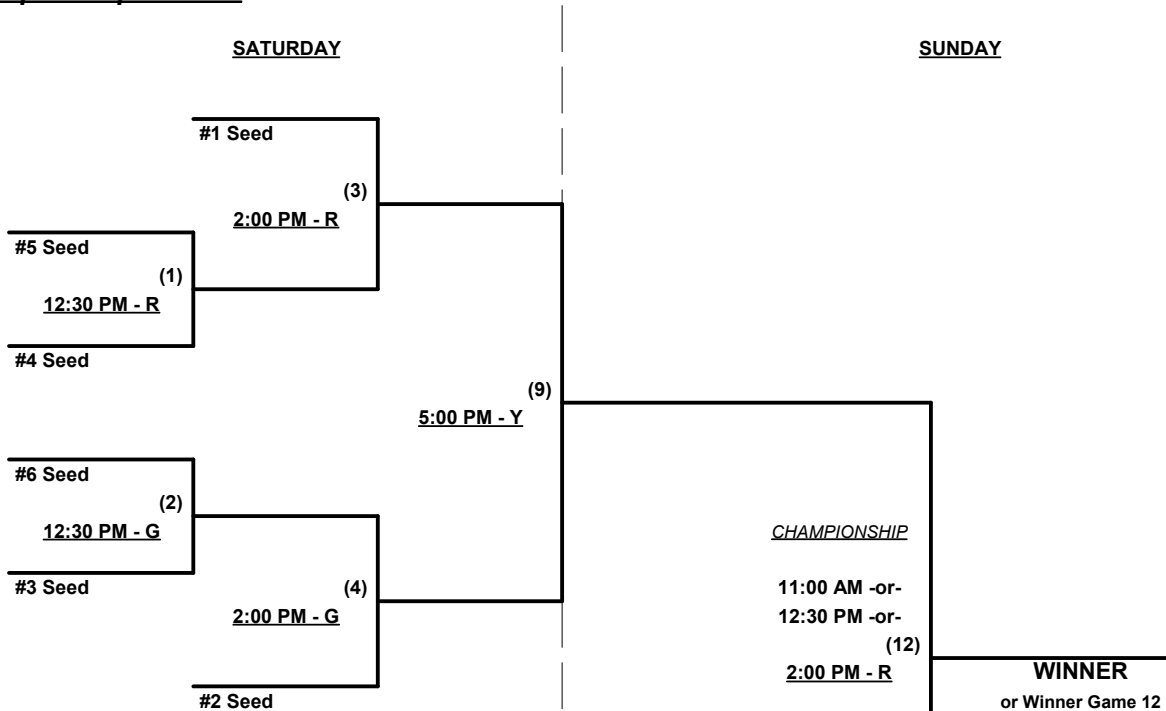 SATURDAY
SUNDAY
#1 Seed
(3)
2:00 PM - R
#5 Seed
(1)
12:30 PM - R
#4 Seed
(9)
5:00 PM - Y
#6 Seed
(2)
12:30 PM - G
#3 Seed
(4)
2:00 PM - G
#2 Seed
CHAMPIONSHIP
11:00 AM -or-
12:30 PM -or-
(12)
2:00 PM - R
WINNER
or Winner Game 12